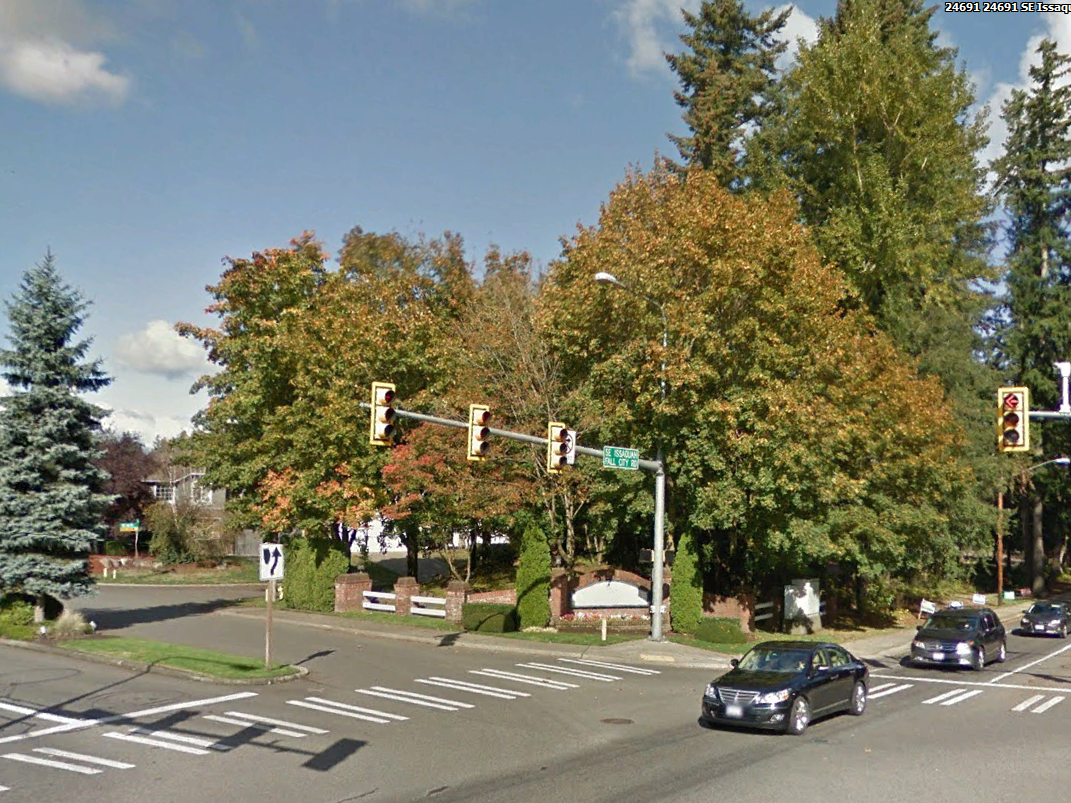 24691 24691 SE Issaqu
SE ISSAQUAH
FALL CITY RD